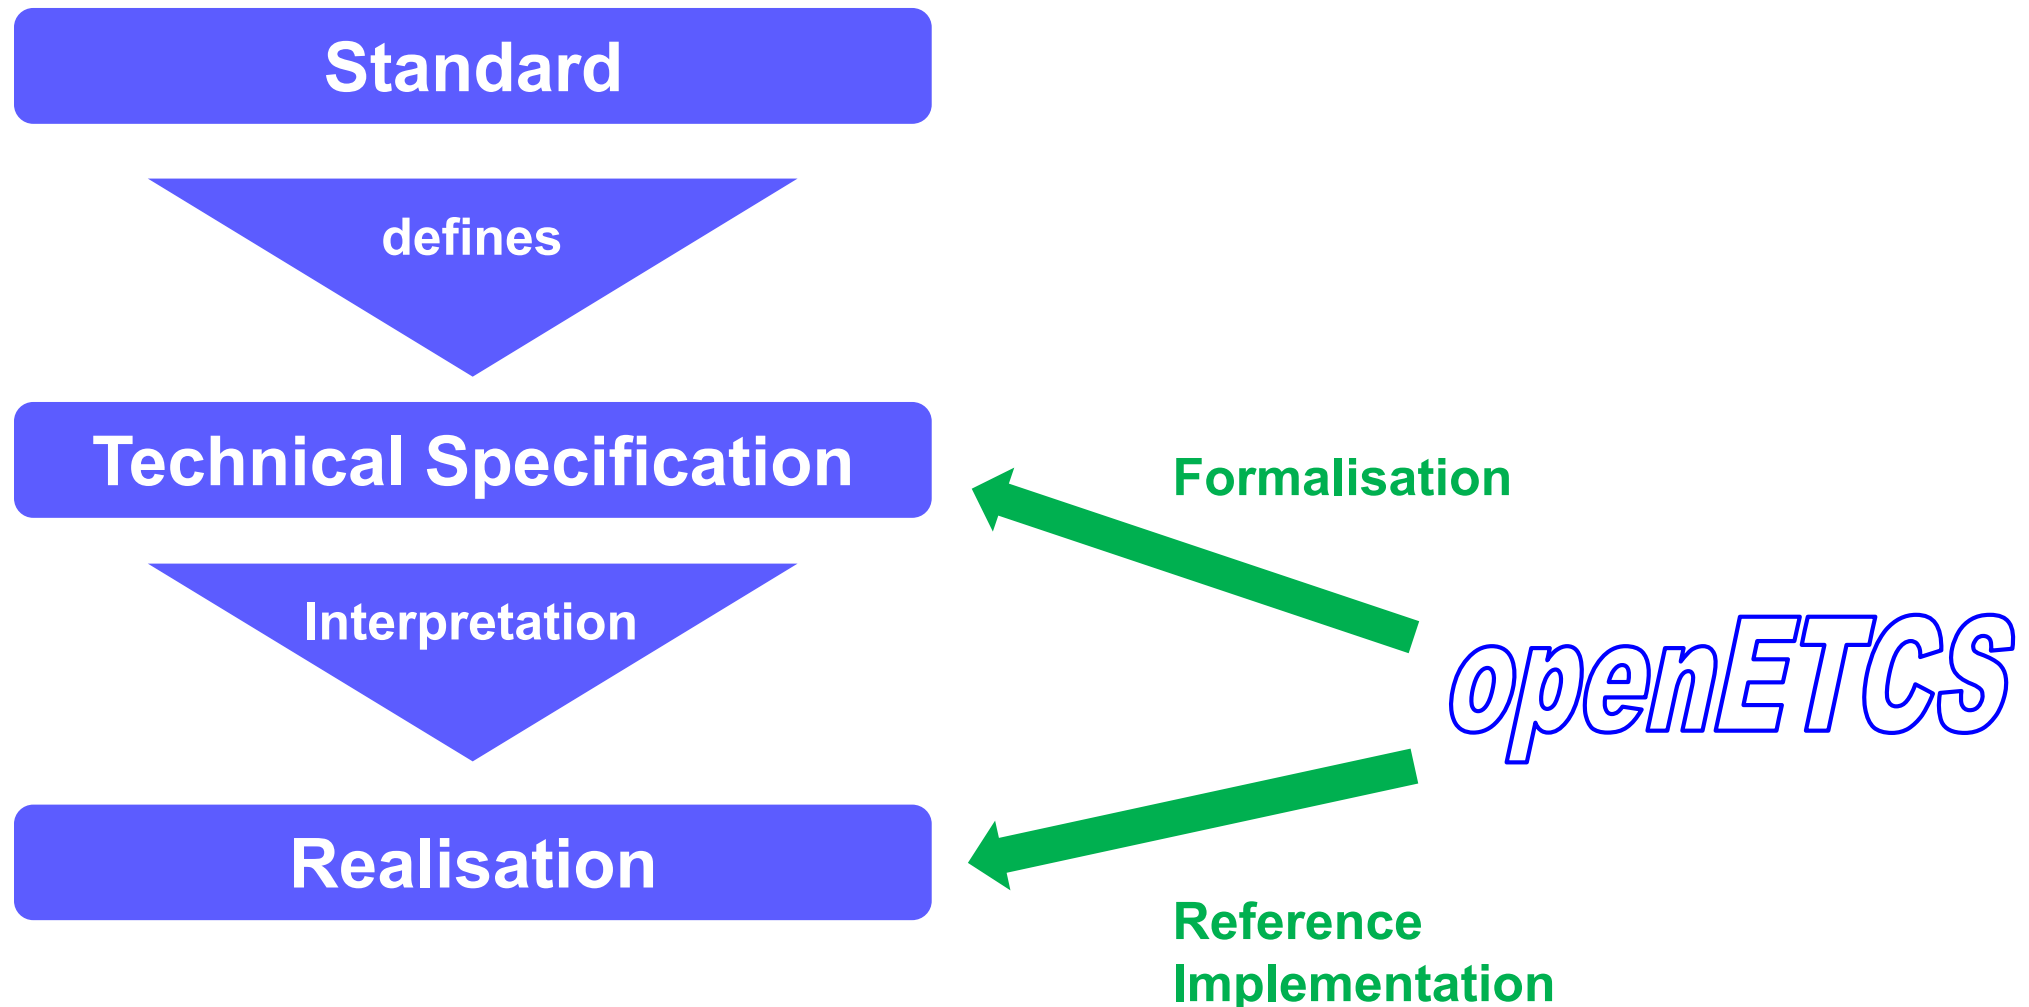 Standard
defines
Technical Specification
Formalisation
Interpretation
openETCS
Realisation
Reference
Implementation